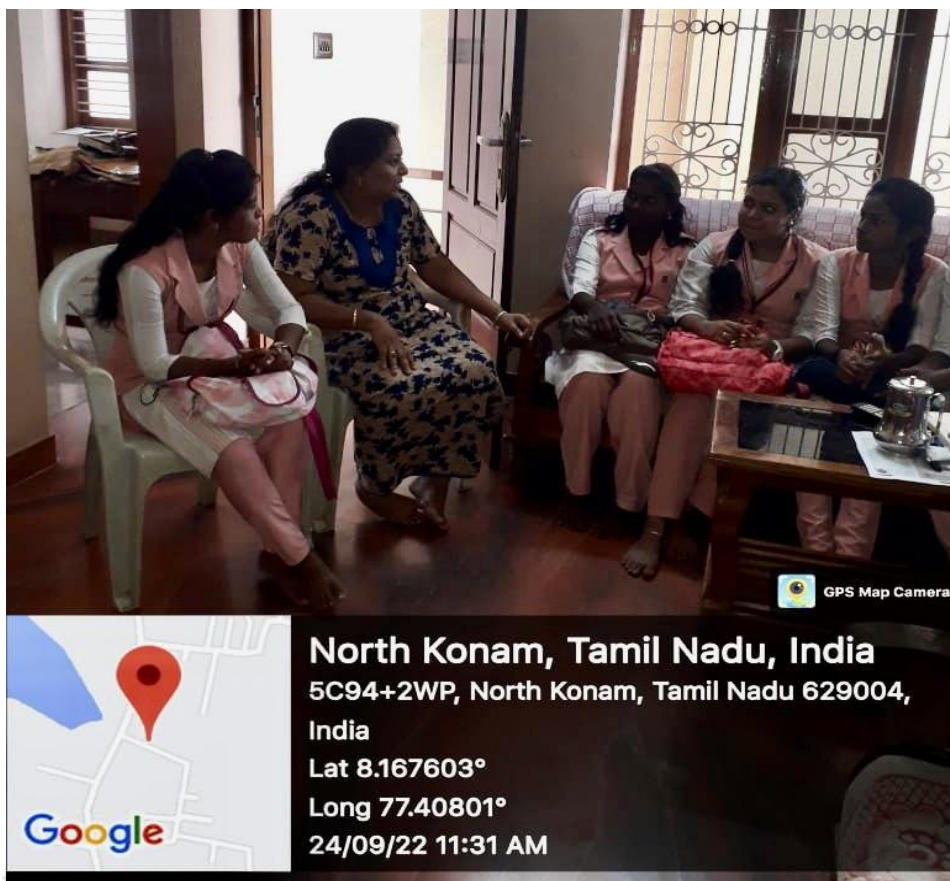 GPS Map Camera
North Konam, Tamil Nadu, India
5C94+2WP, North Konam, Tamil Nadu 629004,
India
Lat 8.167603°
Long 77.40801°
24/09/22 11:31 AM
Google